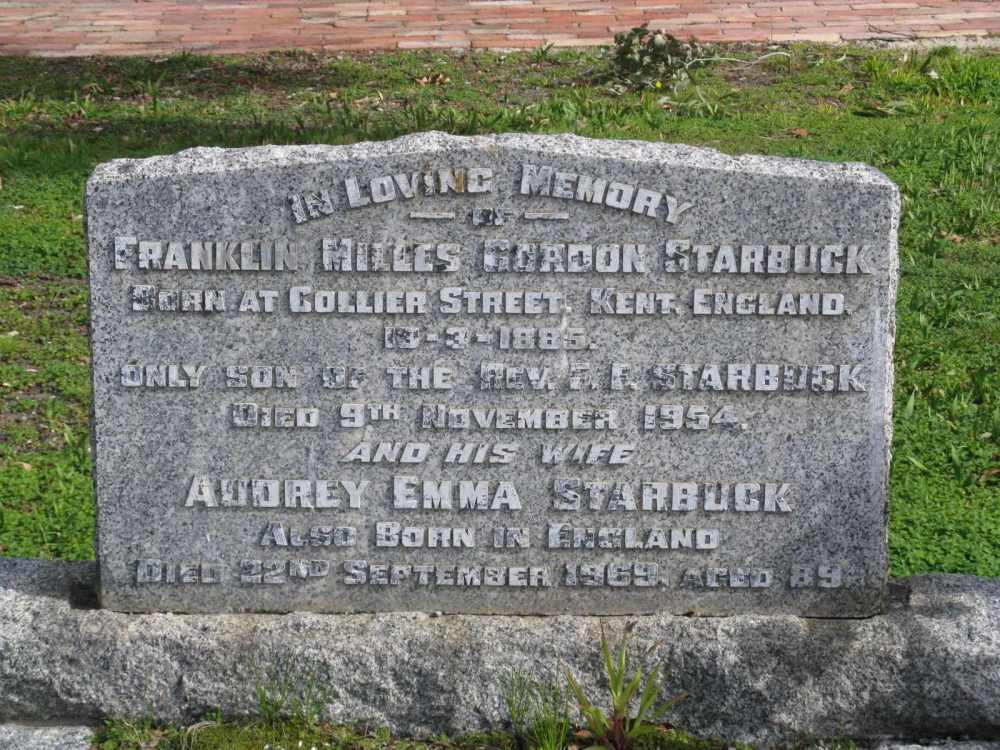 IN LOVING MEMORY
OF
FRANKLIN MILLES GORDON STARBUCK
BORN AT COLLIER STREET, KENT, ENGLAND.
19-3-1885.
ONLY SON OF THE REV. STARBUCK
DIED 9TH NOVEMBER 1954.
AND HIS WIFE
AUDREY EMMA STARBUCK
ALSO BORN IN ENGLAND
DIED 22ND SEPTEMBER 1969, AGED 89